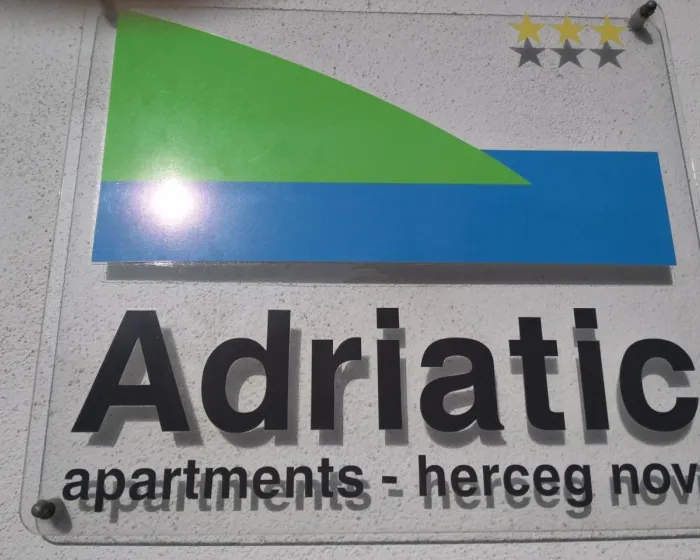 Adriatic
apartments - herceg nov